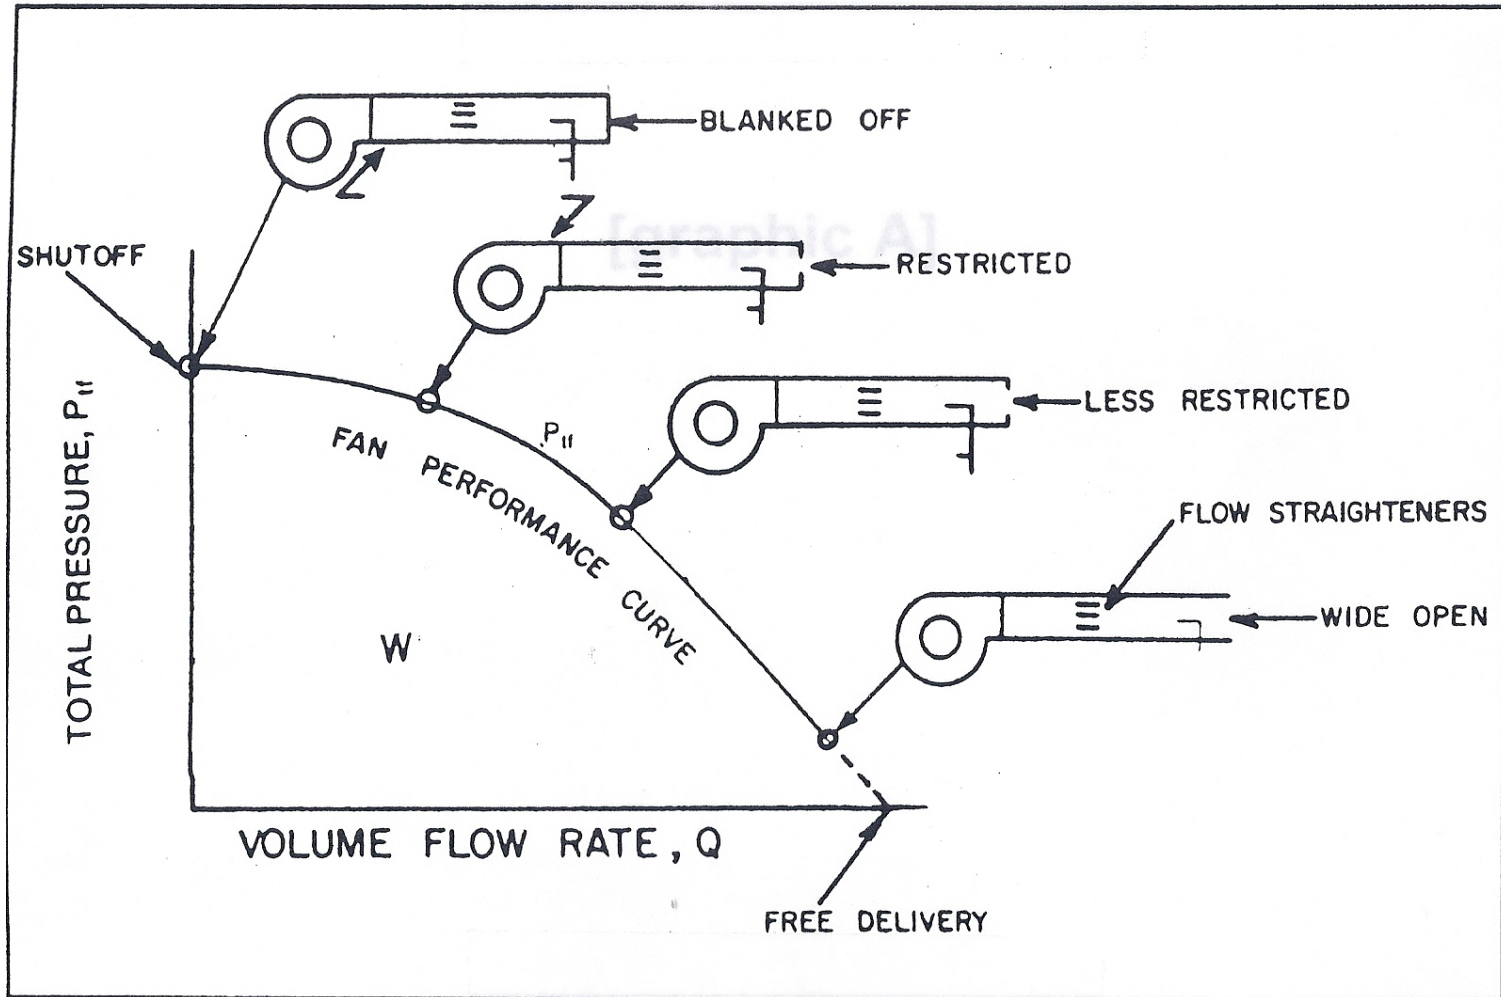 BLANKED OFF
[graphic A]
SHUTOFF
RESTRICTED
LESS RESTRICTED
TOTAL PRESSURE, Ptf
Ptf
FAN PERFORMANCE CURVE
FLOW STRAIGHTENERS
WIDE OPEN
W
VOLUME FLOW RATE, Q
FREE DELIVERY